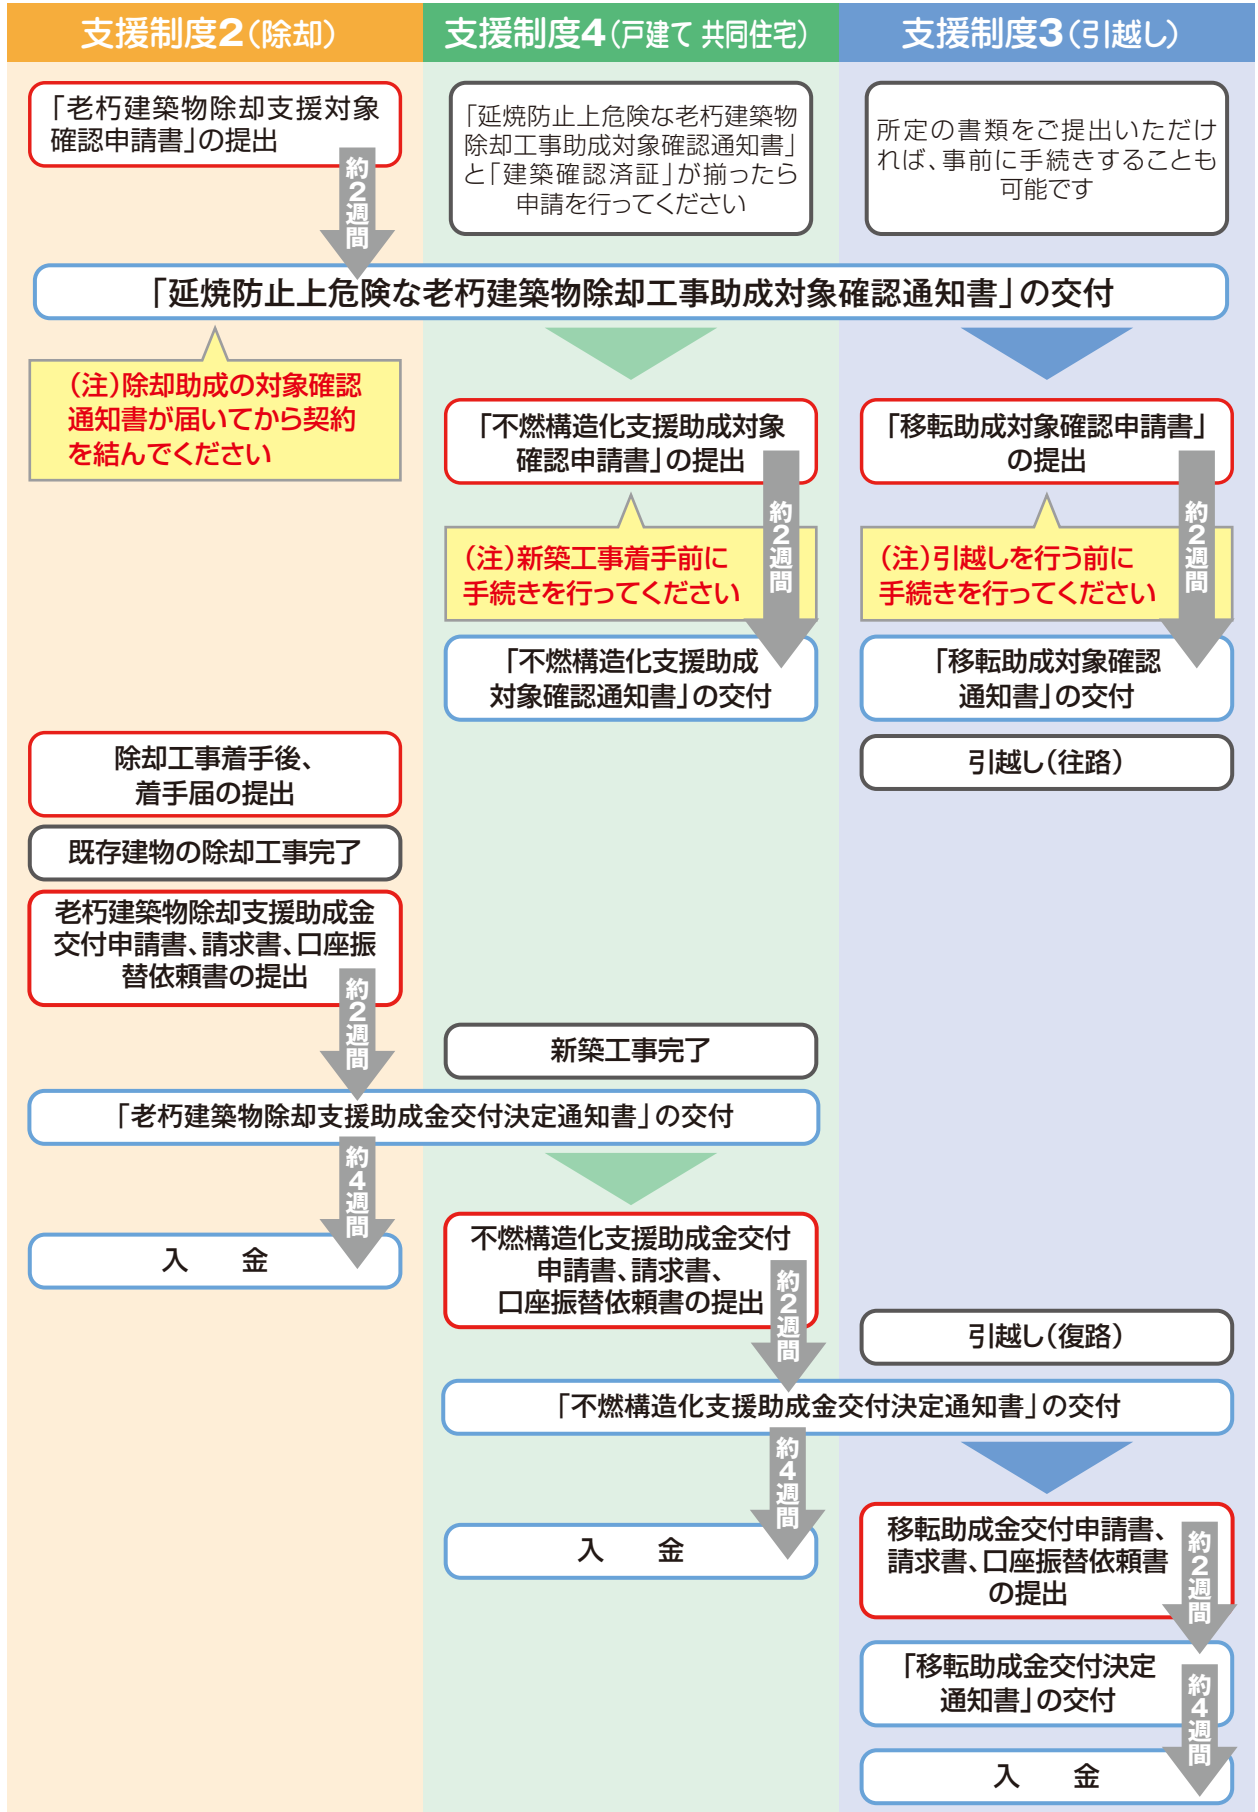 支援制度2(除却)
支援制度4(戸建て 共同住宅)
支援制度3(引越し)
「老朽建築物除却支援対象
確認申請書」の提出
約2週間
「延焼防止上危険な老朽建築物
除却工事助成対象確認通知書」
と「建築確認済証」が揃ったら
申請を行ってください
所定の書類をご提出いただけ
れば、事前に手続きすることも
可能です
「延焼防止上危険な老朽建築物除却工事助成対象確認通知書」の交付
(注)除却助成の対象確認
通知書が届いてから契約
を結んでください
「不燃構造化支援助成対象
確認申請書」の提出
約2週間
(注)新築工事着手前に
手続きを行ってください
「不燃構造化支援助成
対象確認通知書」の交付
「移転助成対象確認申請書」
の提出
約2週間
(注)引越しを行う前に
手続きを行ってください
「移転助成対象確認
通知書」の交付
除却工事着手後、
着手届の提出
引越し(往路)
既存建物の除却工事完了
老朽建築物除却支援助成金
交付申請書、請求書、口座振
替依頼書の提出
約2週間
新築工事完了
「老朽建築物除却支援助成金交付決定通知書」の交付
約4週間
入 金
不燃構造化支援助成金交付
申請書、請求書、
口座振替依頼書の提出
約2週間
引越し(復路)
「不燃構造化支援助成金交付決定通知書」の交付
約4週間
入 金
移転助成金交付申請書、
請求書、口座振替依頼書
の提出
約2週間
「移転助成金交付決定
通知書」の交付
約4週間
入 金